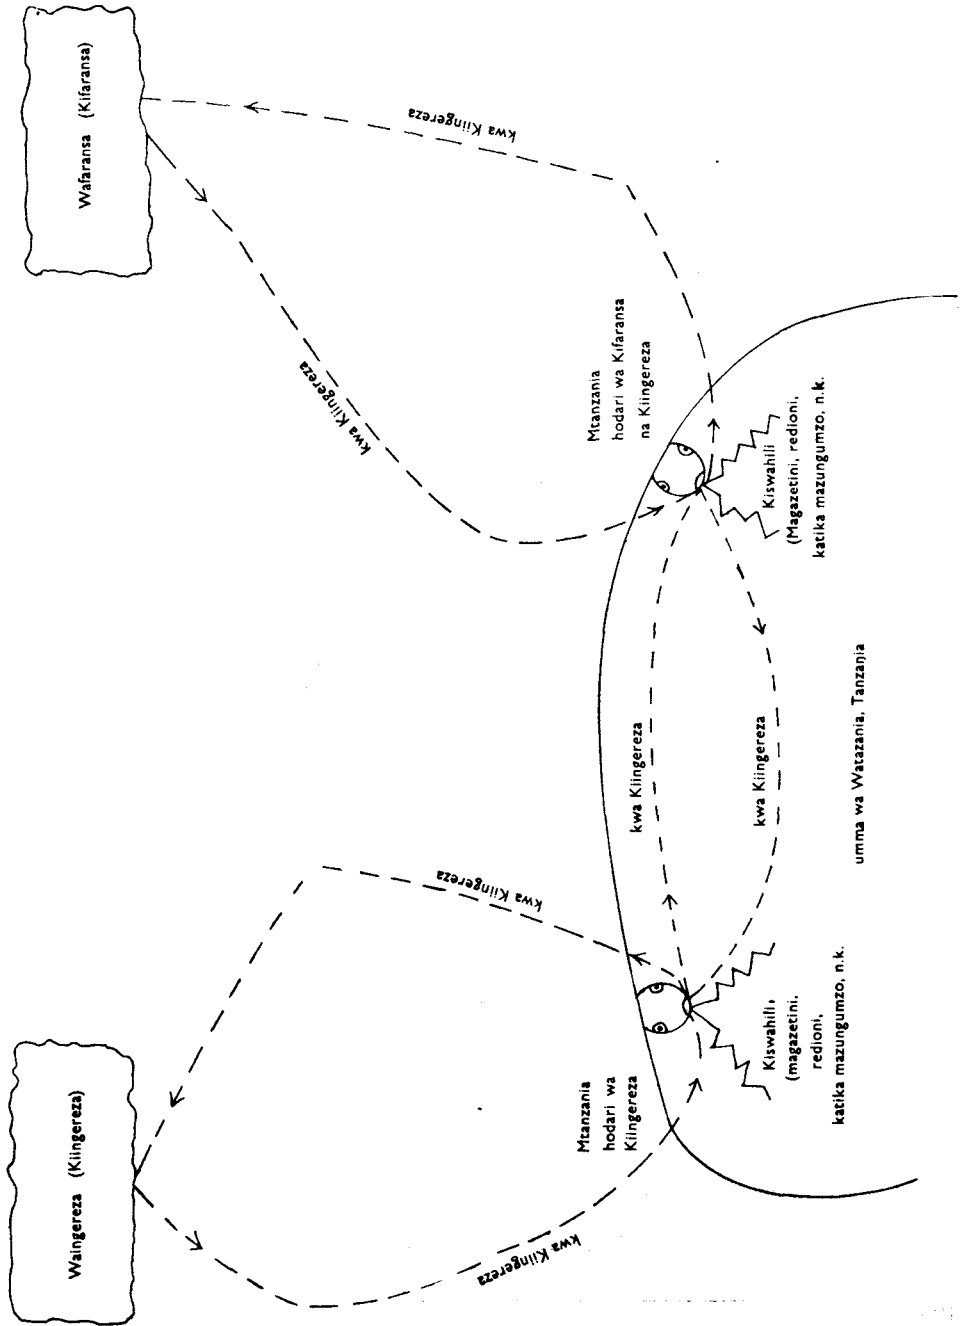 Waingereza (Kiingereza)
Wafaransa (Kifaransa)
kwa Kiingereza
kwa Kiingereza
kwa Kiingereza
kwa Kiingereza
Mtanzania
hodari wa
Kiingereza
Mtanzania
hodari wa Kifaransa
na Kiingereza
kwa Kiingereza
kwa Kiingereza
Kiswahili,
(magazetini.
redioni,
katika mazungumzo, n.k.
Kiswahili
(Magazetini, redioni,
katika mazungumzo, n.k.
umma wa Watazania, Tanzania